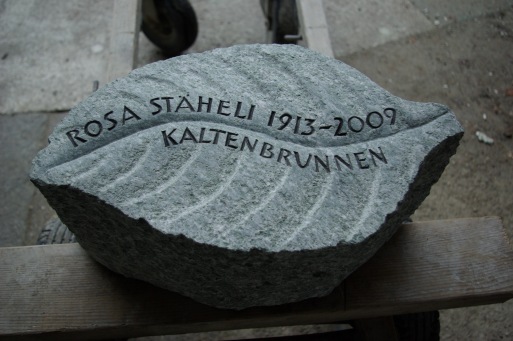 ROSA STÄHELI 1913-2009
KALTENBRUNNEN